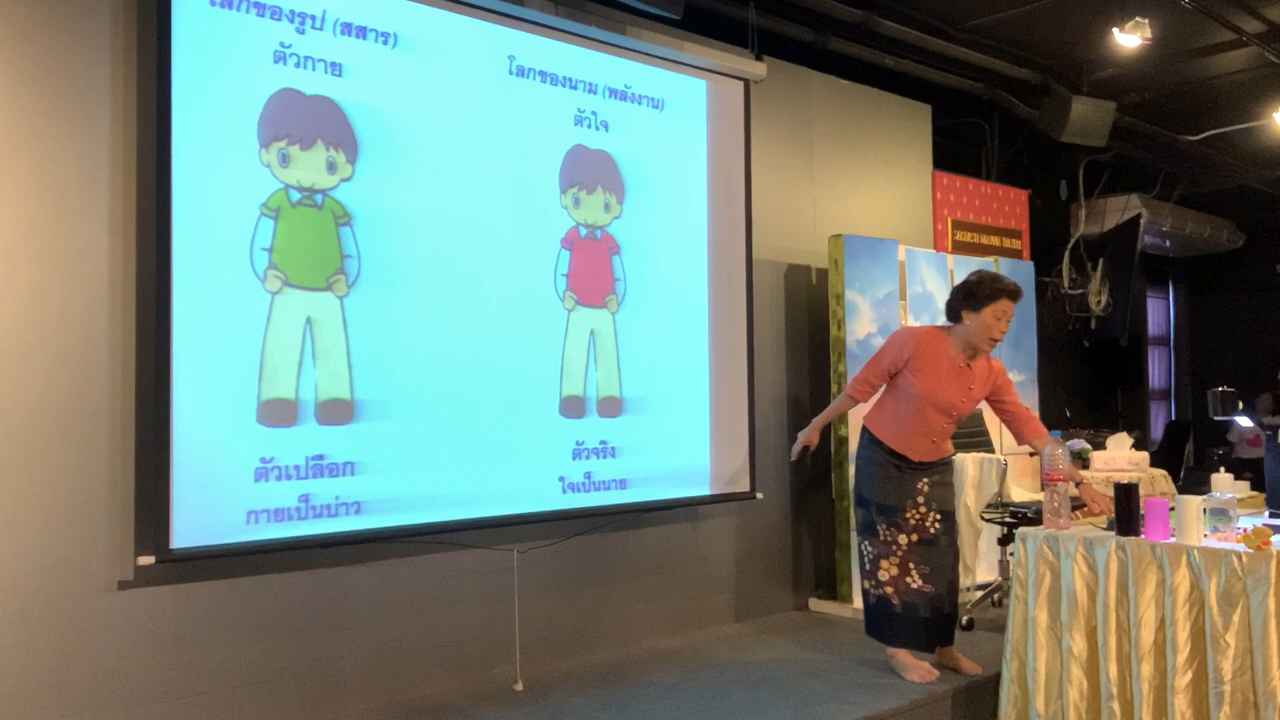 โลกของรูป (สสาร)
ตัวกาย
ตัวเปลือก
กายเป็นบ่าว
โลกของนาม (พลังงาน)
ตัวใจ
ตัวจริง
ใจเป็นนาย